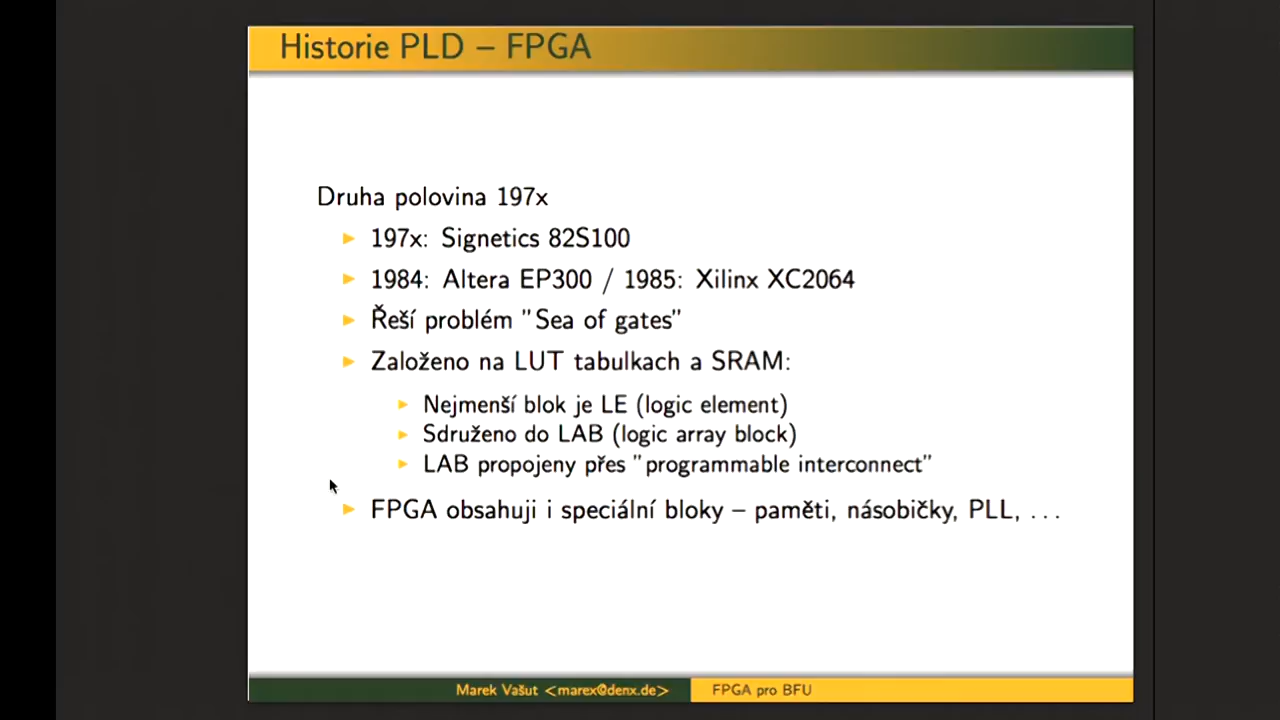 Historie PLD – FPGA
Druha polovina 197x
197x: Signetics 82S100
1984: Altera EP300 / 1985: Xilinx XC2064
Řeší problém "Sea of gates"
Založeno na LUT tabulkach a SRAM:
Nejmenší blok je LE (logic element)
Sdruženo do LAB (logic array block)
LAB propojeny přes "programmable interconnect"
FPGA obsahuji i speciální bloky – paměti, násobičky, PLL, ...
Marek Vašut <marex@denx.de>
FPGA pro BFU